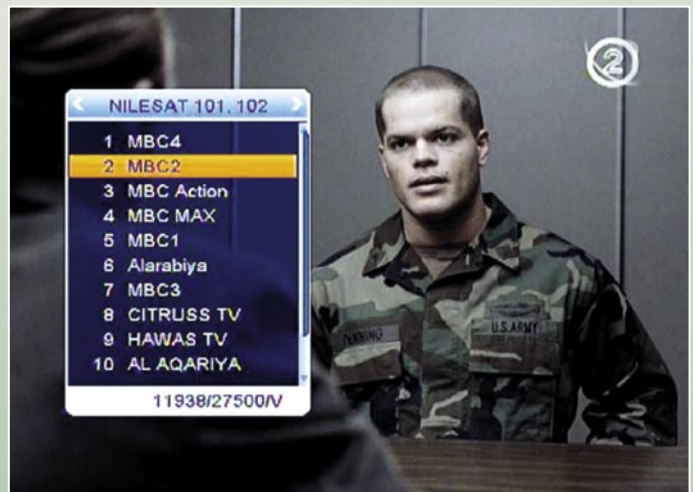 2
NILESAT 101, 102
1 MBC4
2 MBC2
3 MBC Action
4 MBC MAX
5 MBC1
6 Alarabiya
7 MBC3
8 CITRUSS TV
9 HAWAS TV
10 AL AQARIYA
11938/27500/V
U.S.ARMY